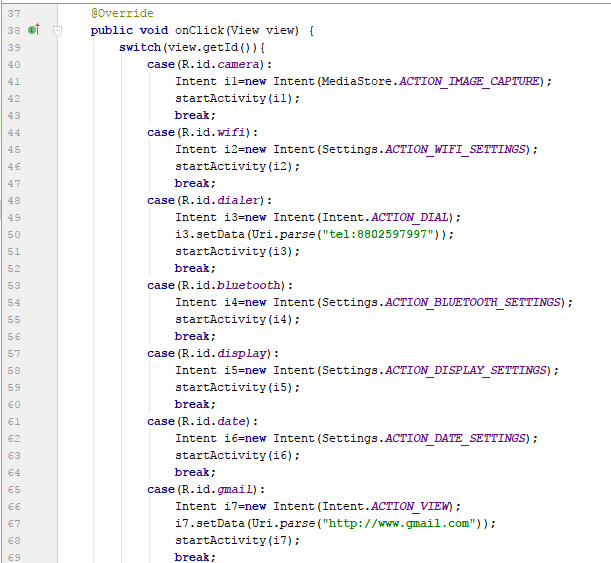 37 @Override
38 public void onClick(View view) {
39 switch(view.getId()){
40 case(R.id.camera):
41 Intent i1=new Intent(MediaStore.ACTION_IMAGE_CAPTURE);
42 startActivity(i1);
43 break;
44 case(R.id.wifi):
45 Intent i2=new Intent(Settings.ACTION_WIFI_SETTINGS);
46 startActivity(i2);
47 break;
48 case(R.id.dialer):
49 Intent i3=new Intent(Intent.ACTION_DIAL);
50 i3.setData(Uri.parse("tel:8802597997"));
51 startActivity(i3);
52 break;
53 case(R.id.bluetooth):
54 Intent i4=new Intent(Settings.ACTION_BLUETOOTH_SETTINGS);
55 startActivity(i4);
56 break;
57 case(R.id.display):
58 Intent i5=new Intent(Settings.ACTION_DISPLAY_SETTINGS);
59 startActivity(i5);
60 break;
61 case(R.id.date):
62 Intent i6=new Intent(Settings.ACTION_DATE_SETTINGS);
63 startActivity(i6);
64 break;
65 case(R.id.gmail):
66 Intent i7=new Intent(Intent.ACTION_VIEW);
67 i7.setData(Uri.parse("http://www.gmail.com"));
68 startActivity(i7);
69 break;